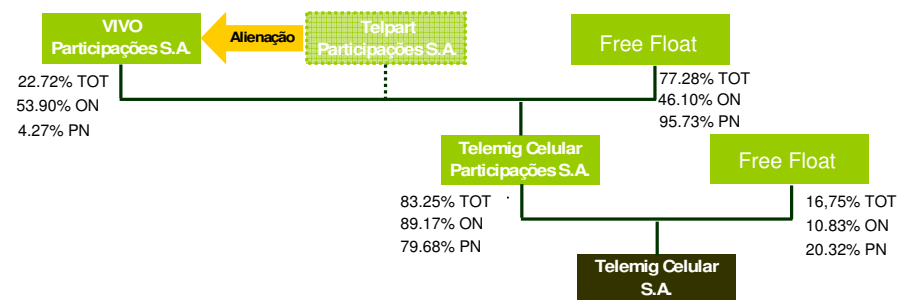 VIVO
Participações S.A.
Alienação
Telpart
Participações S.A.
Free Float
22.72% TOT
53.90% ON
4.27% PN
77.28% TOT
46.10% ON
95.73% PN
Telemig Celular
Participações S.A.
Free Float
83.25% TOT
89.17% ON
79.68% PN
16,75% TOT
10.83% ON
20.32% PN
Telemig Celular
S.A.